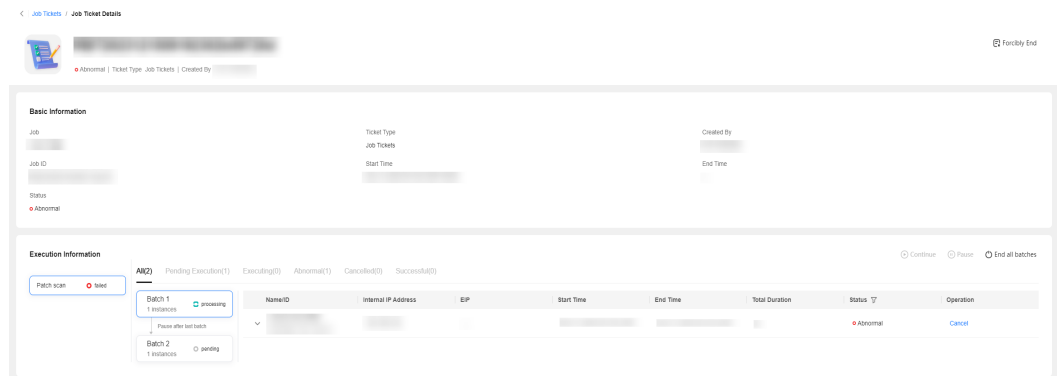 Job Tickets / Job Ticket Details
Forcibly End
Abnormal | Ticket Type Job Tickets | Created By
Basic Information
Job
Ticket Type
Created By
Job Tickets
Job ID
Start Time
End Time
Status
Abnormal
Execution Information
Continue
Pause
End all batches
All(2)
Pending Execution(1)
Executing(0)
Abnormal(1)
Cancelled(0)
Successful(0)
Patch scan
failed
Batch 1
1 instances
processing
Pause after last batch
Batch 2
1 instances
pending
Name/ID
Internal IP Address
EIP
Start Time
End Time
Total Duration
Status
Operation
Abnormal
Cancel